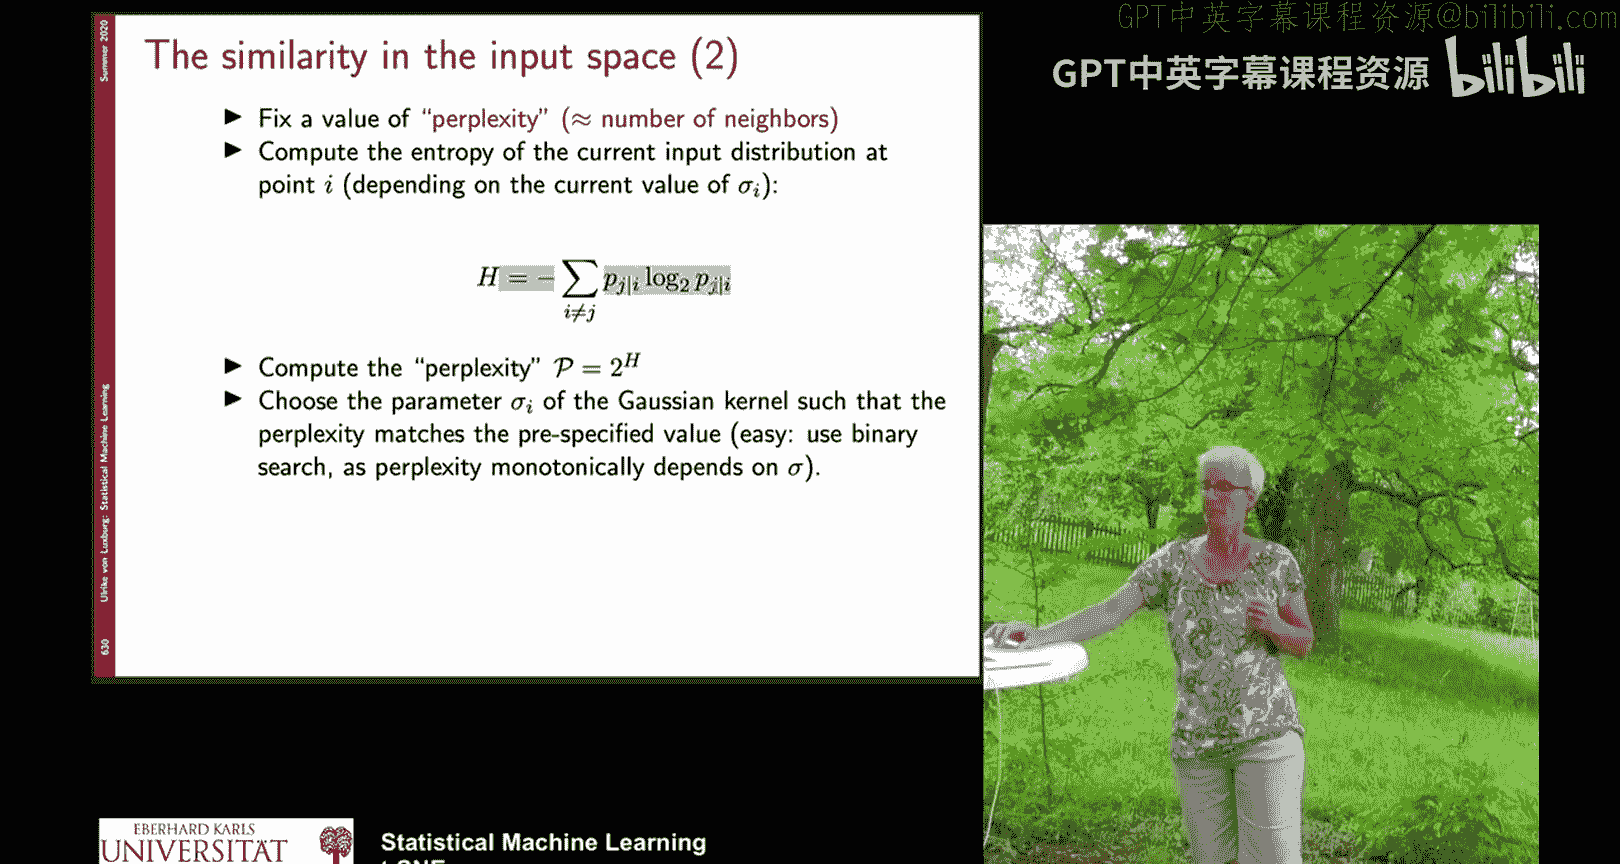 GPT中英字幕课程资源@bilibili.com
GPT中英字幕课程资源 bilibili
Summer 2020
Ulrike von Luxburg: Statistical Machine Learning
630
The similarity in the input space (2)
► Fix a value of “perplexity” (≈ number of neighbors)
► Compute the entropy of the current input distribution at
point i (depending on the current value of σᵢ):
H = − ∑ p_{j|i} log₂ p_{j|i}
i≠j
► Compute the “perplexity” 𝒫 = 2^H
► Choose the parameter σᵢ of the Gaussian kernel such that the
perplexity matches the pre-specified value (easy: use binary
search, as perplexity monotonically depends on σ).
EBERHARD KARLS
UNIVERSITÄT
Statistical Machine Learning
t-SNE